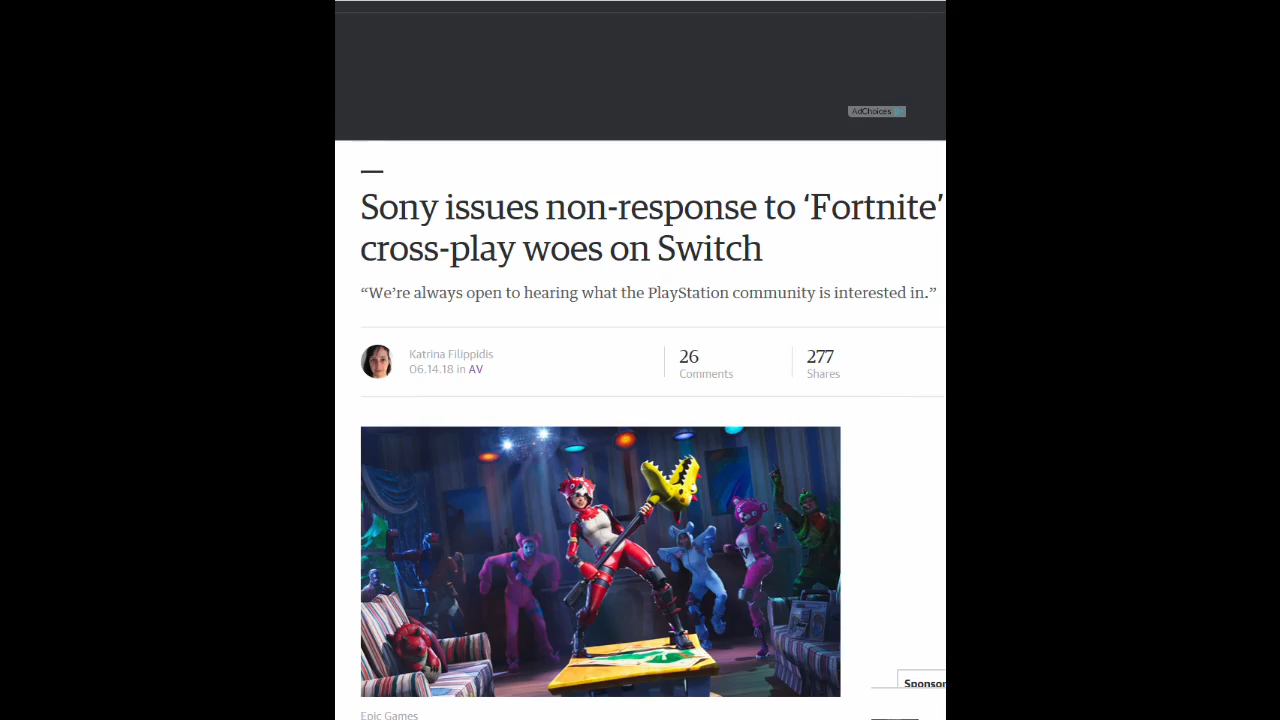 AdChoices
Sony issues non-response to ‘Fortnite’
cross-play woes on Switch
“We’re always open to hearing what the PlayStation community is interested in.”
Katrina Filippidis
06.14.18 in AV
26
Comments
277
Shares
Sponsor
Epic Games